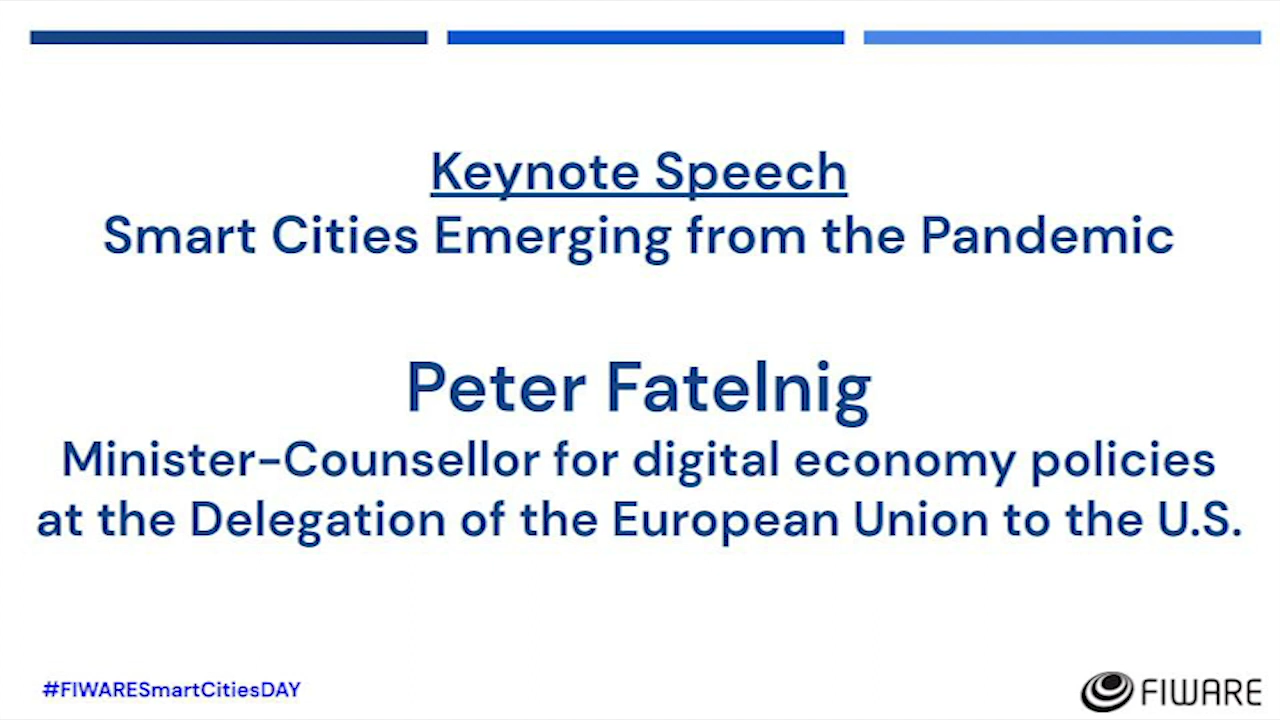 Keynote Speech
Smart Cities Emerging from the Pandemic
Peter Fatelnig
Minister-Counsellor for digital economy policies
at the Delegation of the European Union to the U.S.
#FIWARESmartCitiesDAY
FIWARE